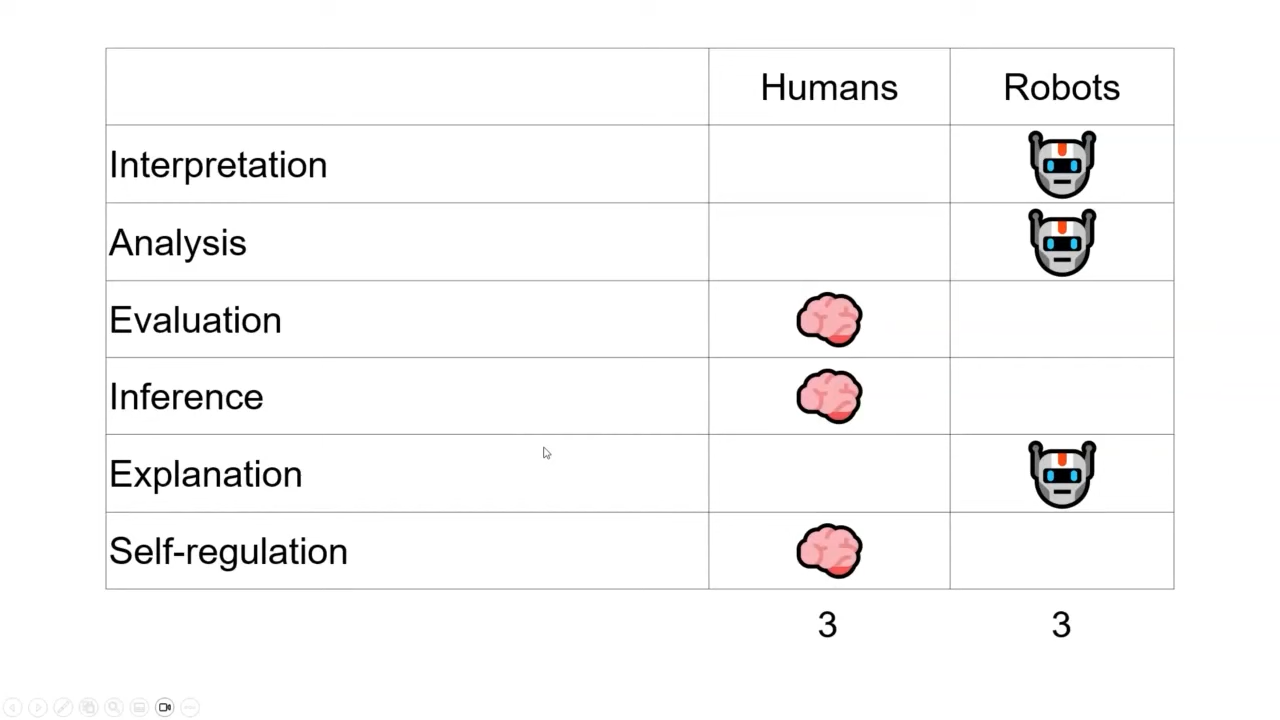 Humans Robots
Interpretation
Analysis
Evaluation
Inference
Explanation
Self-regulation
3 3